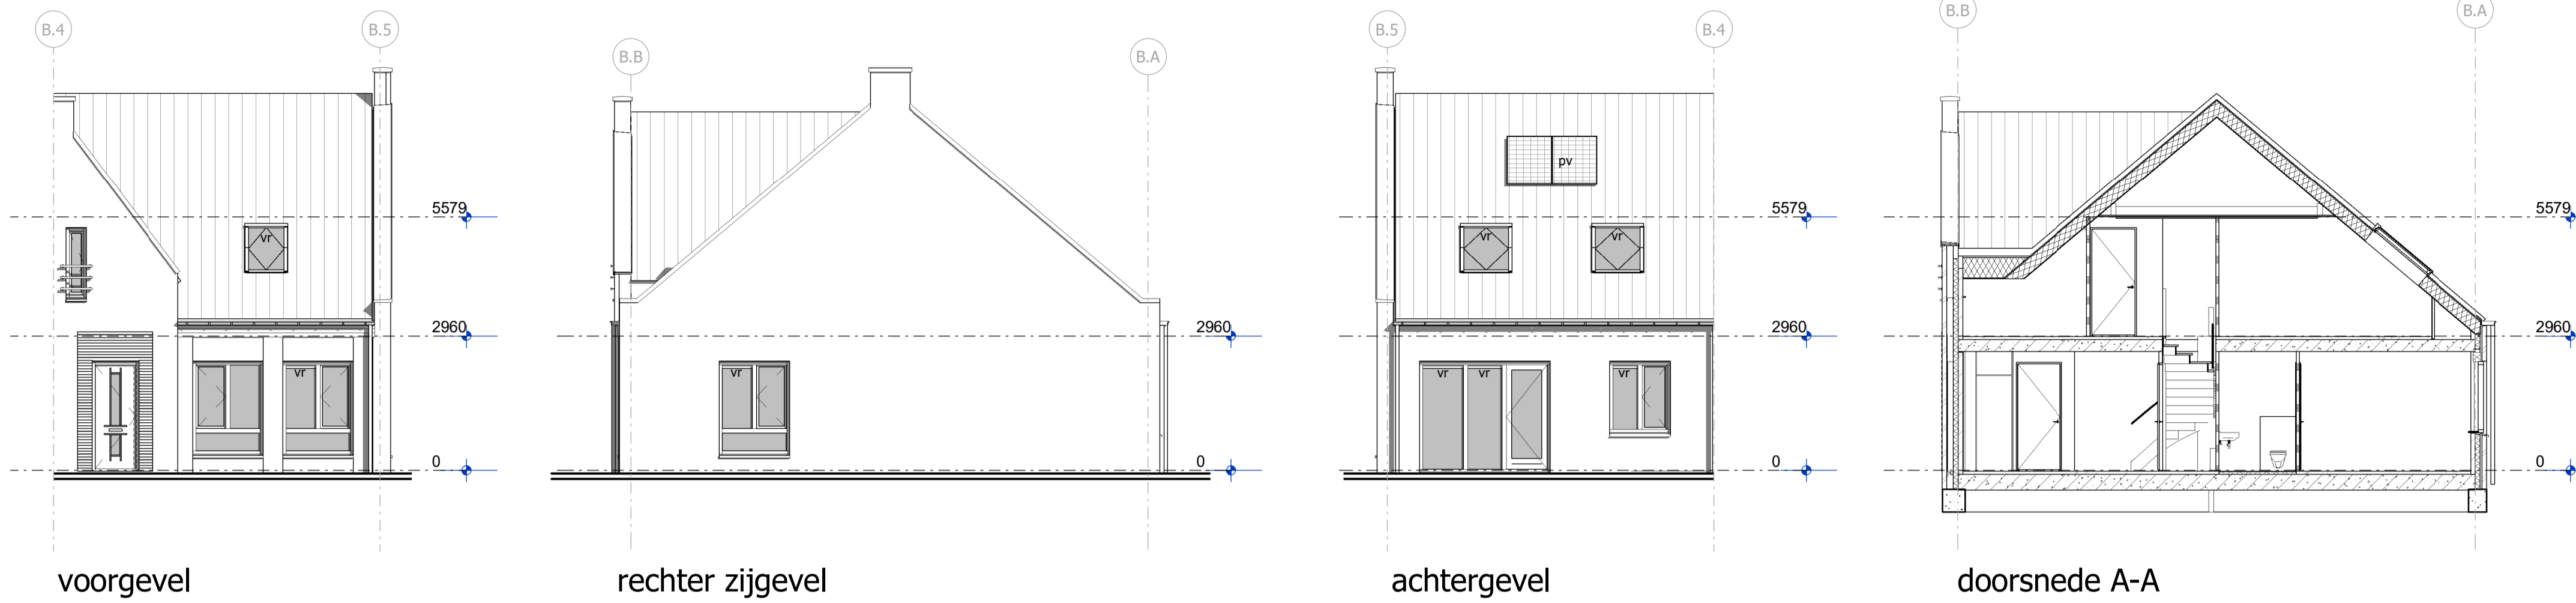 B.4
B.5
5579
vr
2960
vr
0
voorgevel
B.B
B.A
2960
vr
0
rechter zijgevel
B.5
B.4
pv
5579
vr
vr
2960
vr
vr
vr
0
achtergevel
B.B
B.A
5579
2960
0
doorsnede A-A